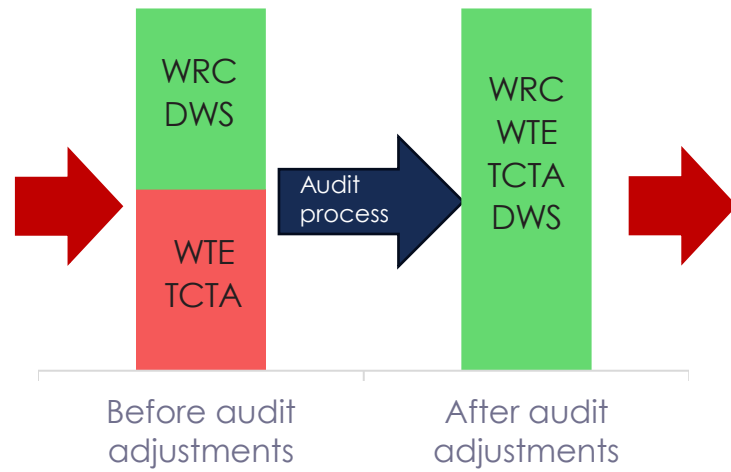 WRC
DWS
WTE
TCTA
Audit
process
WRC
WTE
TCTA
DWS
Before audit
adjustments
After audit
adjustments